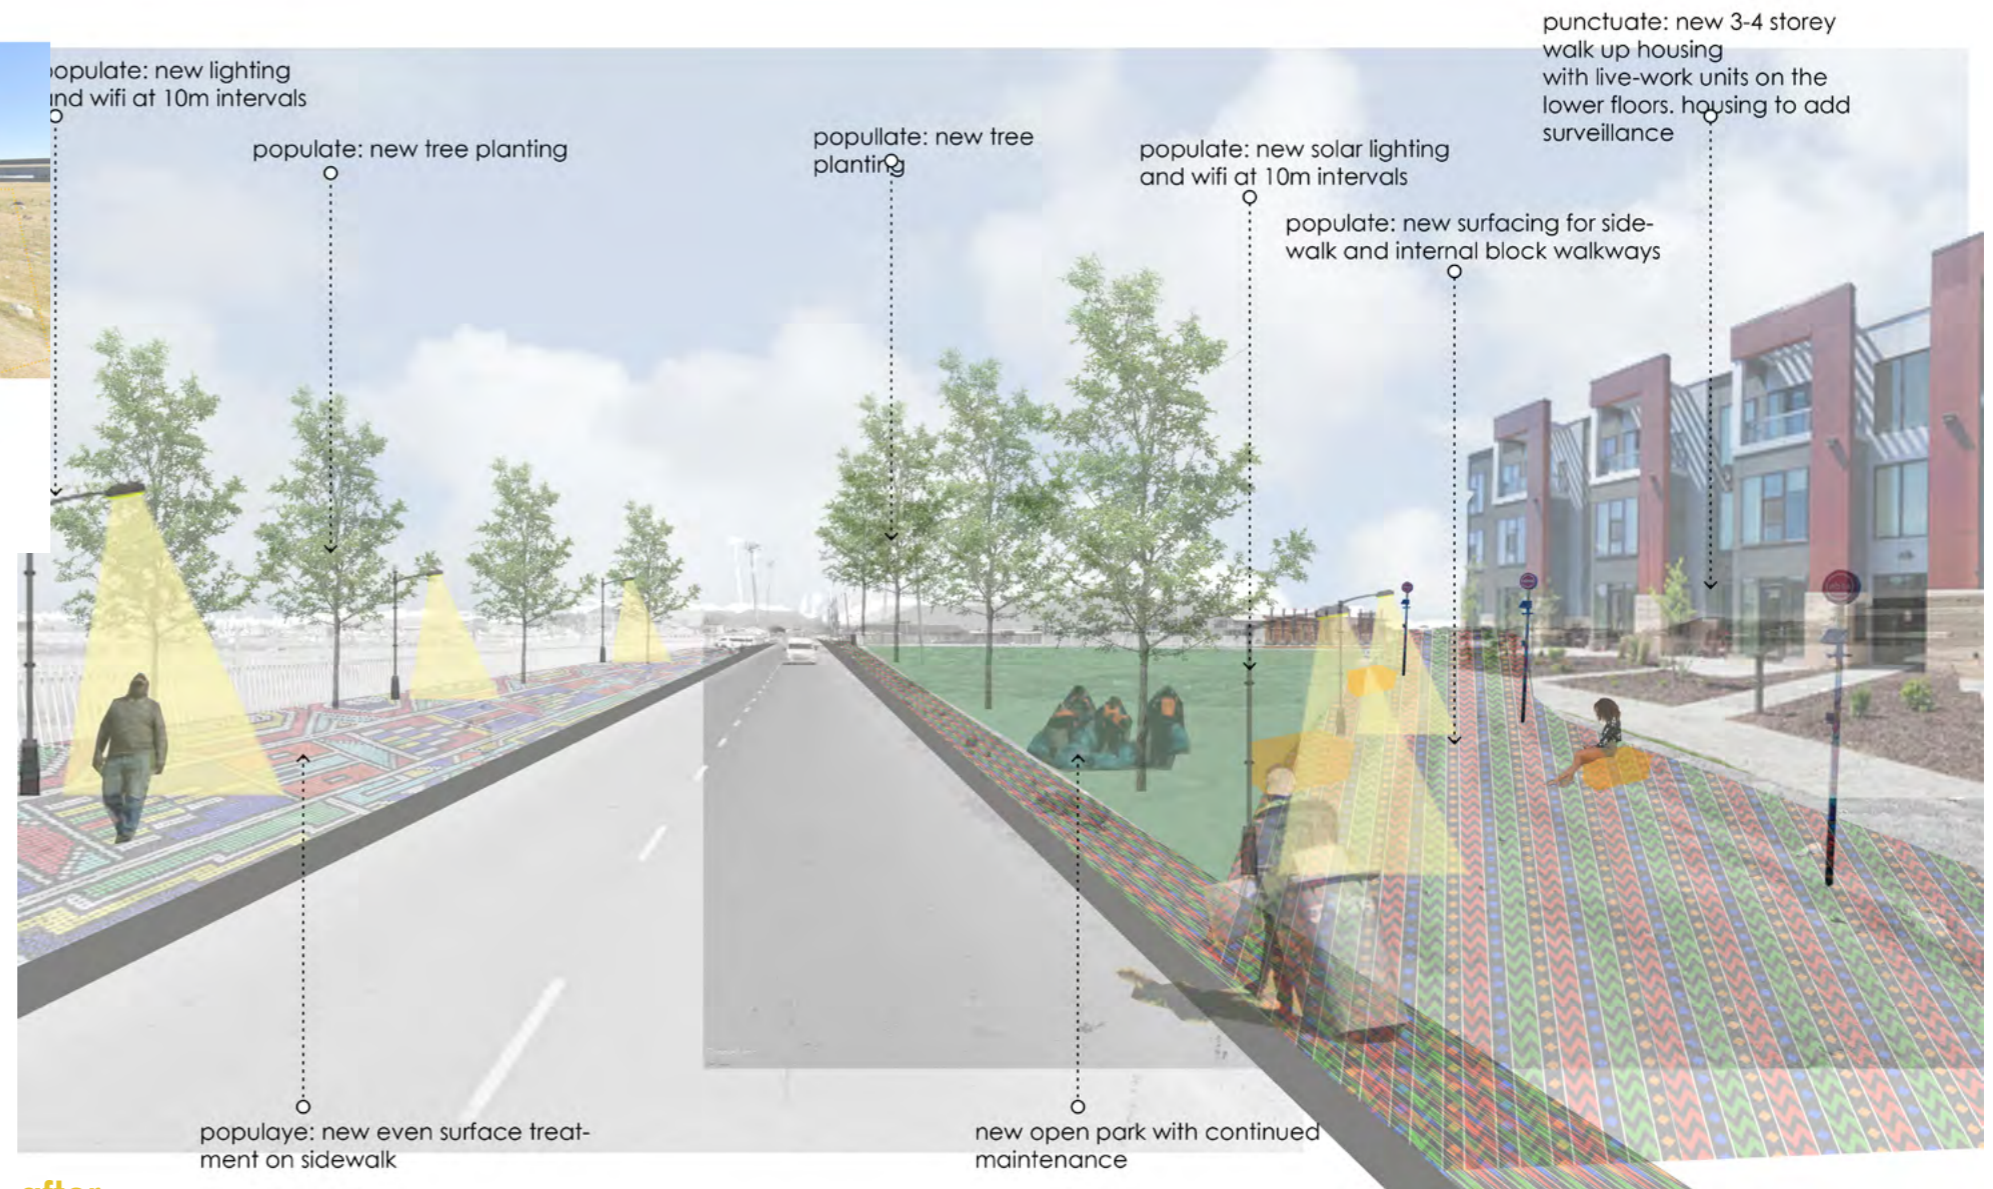 punctuate: new 3-4 storey
walk up housing
with live-work units on the
lower floors. housing to add
surveillance
populate: new lighting
and wifi at 10m intervals
populate: new tree planting
popullate: new tree
planting
populate: new solar lighting
and wifi at 10m intervals
populate: new surfacing for side-
walk and internal block walkways
populaye: new even surface treat-
ment on sidewalk
new open park with continued
maintenance
after